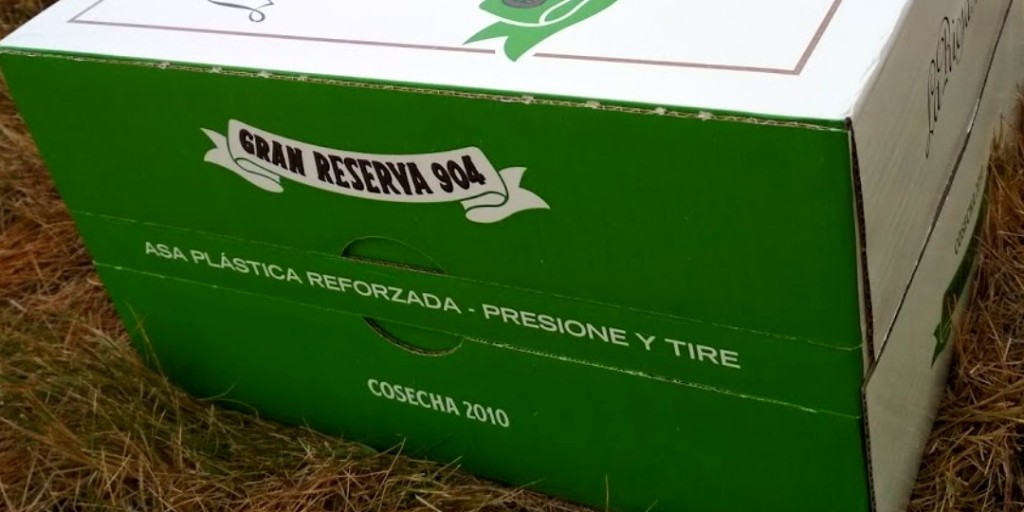 GRAN RESERVA 904
ASA PLÁSTICA REFORZADA - PRESIONE Y TIRE
COSECHA 2010